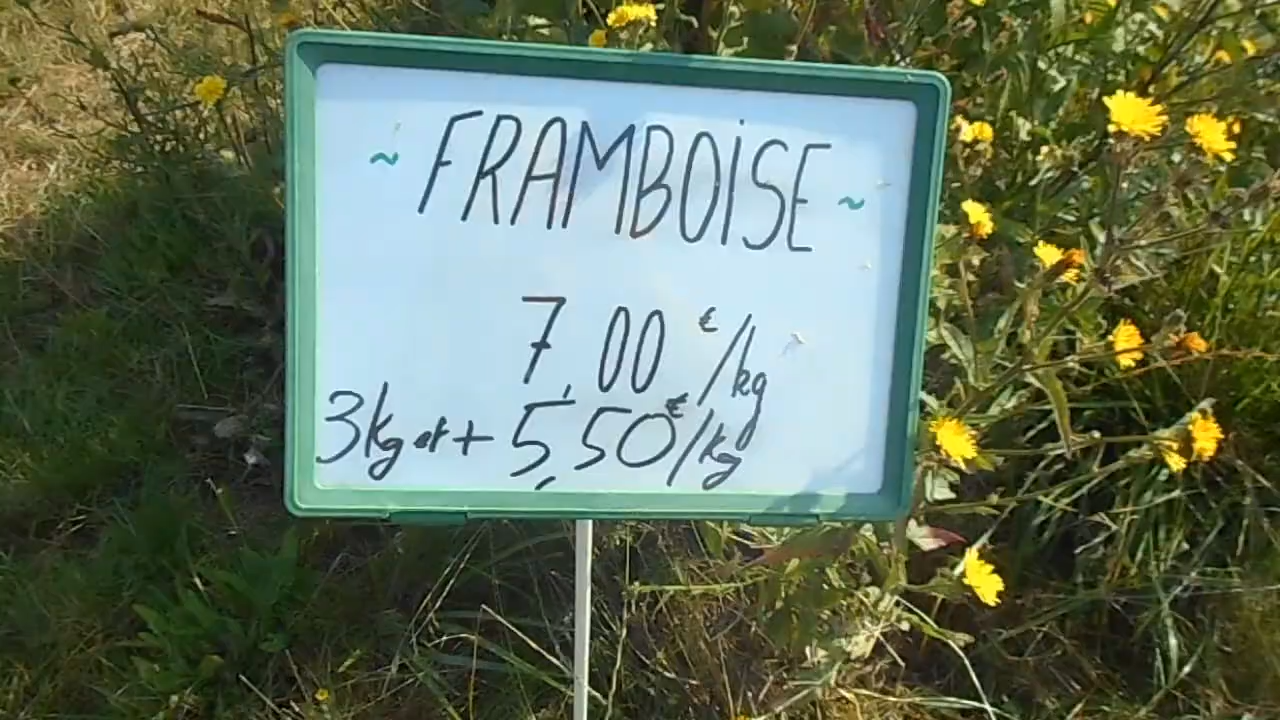 ~ FRAMBOiSE ~
7,00 €/kg
3kg et + 5,50€/kg